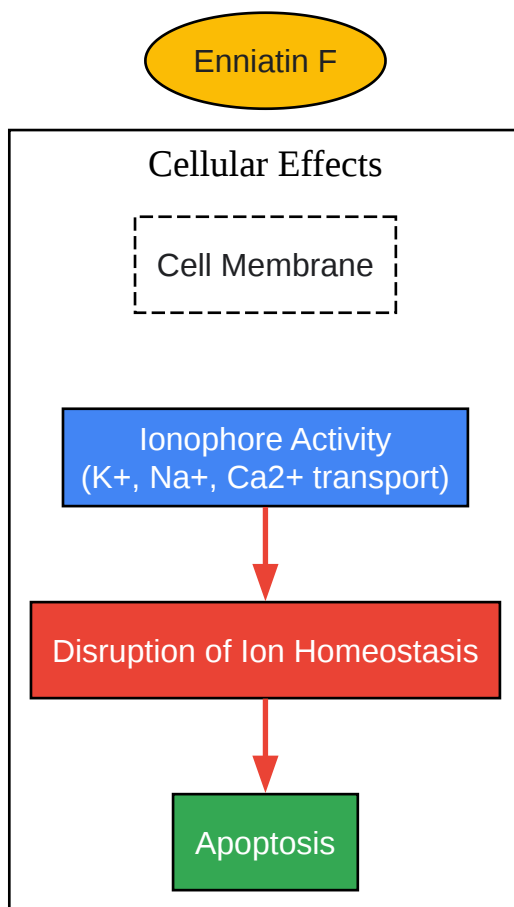 Enniatin F
Cellular Effects
Cell Membrane
Ionophore Activity
(K+, Na+, Ca2+ transport)
Disruption of Ion Homeostasis
Apoptosis